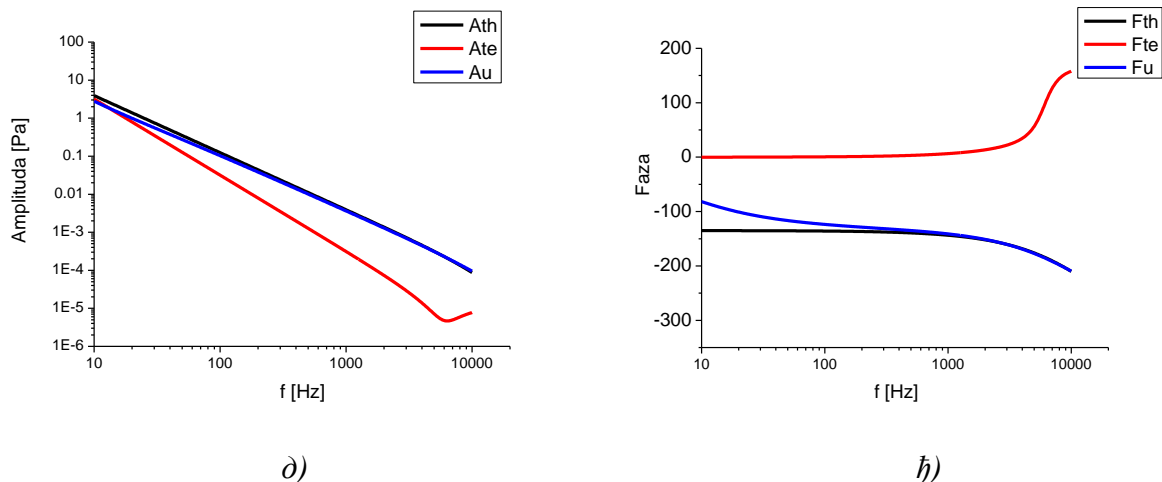 Ath
Ate
Au
100
10
1
0.1
0.01
1E-3
1E-4
1E-5
1E-6
Amplituda [Pa]
10
100
1000
10000
f [Hz]
д)
Fth
Fte
Fu
200
100
0
-100
-200
-300
Faza
10
100
1000
10000
f [Hz]
ђ)